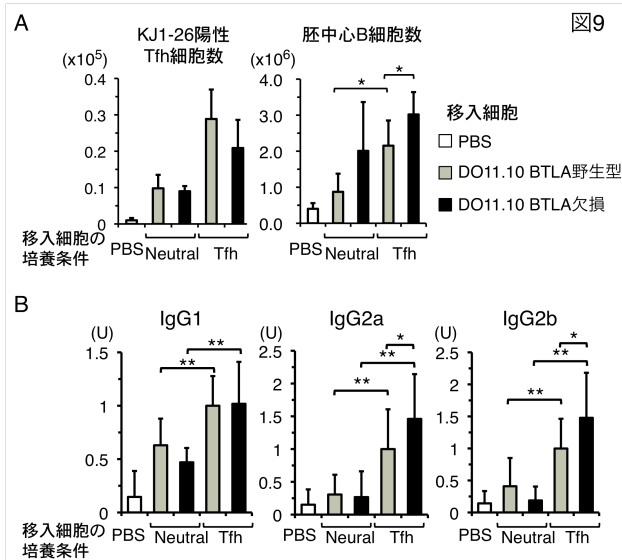 図9
A
KJ1-26陽性
Tfh細胞数
(x10⁵)
0.4
0.3
0.2
0.1
0
移入細胞の
培養条件
PBS Neutral Tfh
胚中心B細胞数
(x10⁶)
4.0
3.0
2.0
1.0
0.0
* *
PBS Neutral Tfh
移入細胞
PBS
DO11.10 BTLA野生型
DO11.10 BTLA欠損
B
IgG1
(U)
1.5
1
0.5
0
** **
移入細胞の
培養条件
PBS Neutral Tfh
IgG2a
(U)
2.5
2
1.5
1
0.5
0
*
**
**
PBS Neutral Tfh
IgG2b
(U)
2.5
2
1.5
1
0.5
0
*
**
**
PBS Neutral Tfh